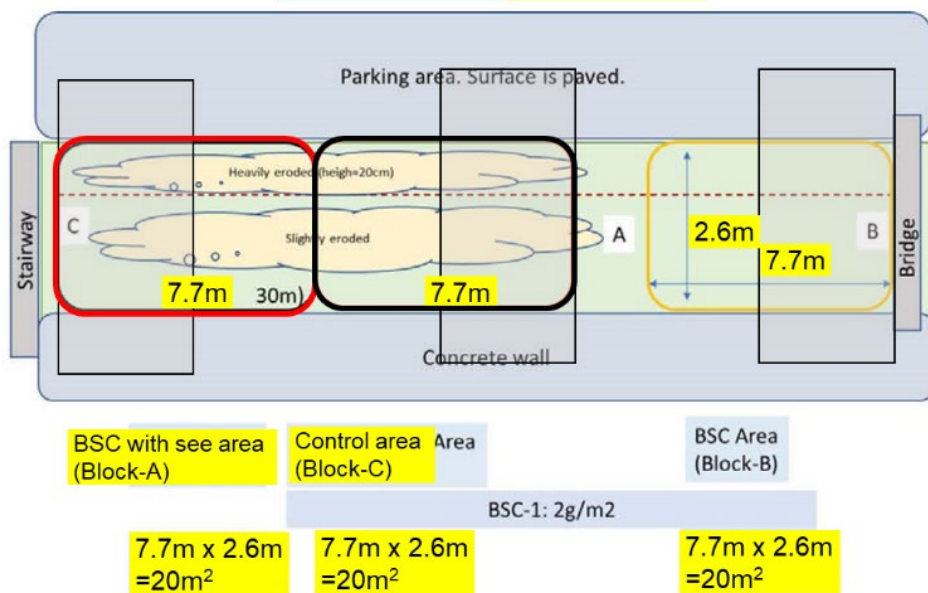 Parking area. Surface is paved.
Heavily eroded (heigh=20cm)
Stairway
C
Slightly eroded
A
2.6m
B
7.7m
Bridge
7.7m
30m)
7.7m
Concrete wall
BSC with see area
(Block-A)
Control area
(Block-C)
Area
BSC Area
(Block-B)
BSC-1: 2g/m2
7.7m x 2.6m
=20m²
7.7m x 2.6m
=20m²
7.7m x 2.6m
=20m²